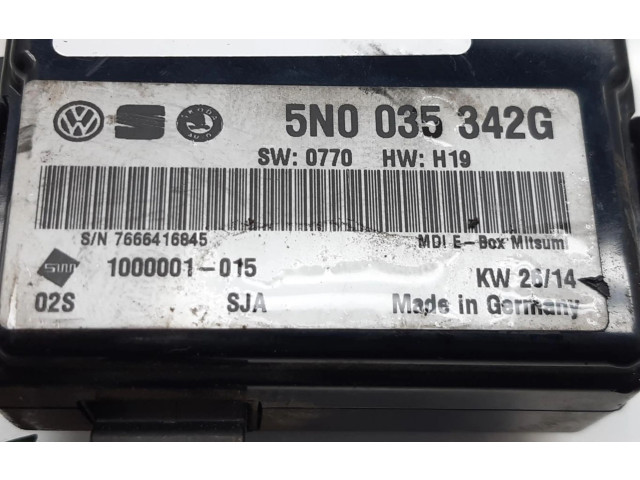 5N0 035 342G
SW: 0770 HW: H19
S/N 7666416845 MDI E-Box Mitsumi
1000001-015 KW 26/14
02S SJA Made in Germany